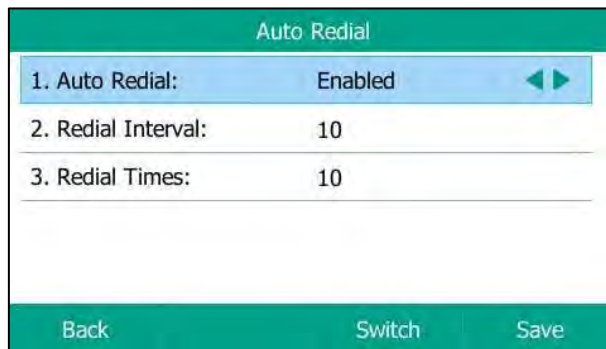 Auto Redial
1. Auto Redial: Enabled
2. Redial Interval: 10
3. Redial Times: 10
Back Switch Save